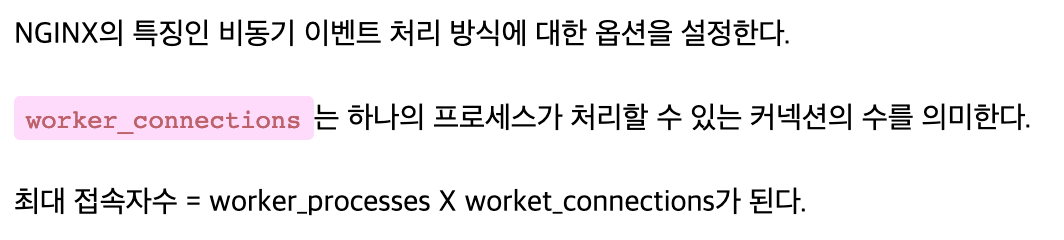 NGINX의 특징인 비동기 이벤트 처리 방식에 대한 옵션을 설정한다.
worker_connections는 하나의 프로세스가 처리할 수 있는 커넥션의 수를 의미한다.
최대 접속자수 = worker_processes X worket_connections가 된다.